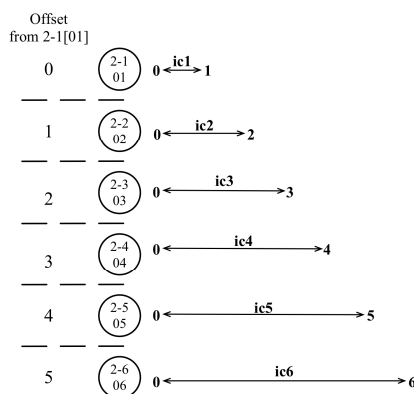 Offset
from 2-1[01]
0 2-1 0 ic1 1
01
1 2-2 0 ic2 2
02
2 2-3 0 ic3 3
03
3 2-4 0 ic4 4
04
4 2-5 0 ic5 5
05
5 2-6 0 ic6 6
06